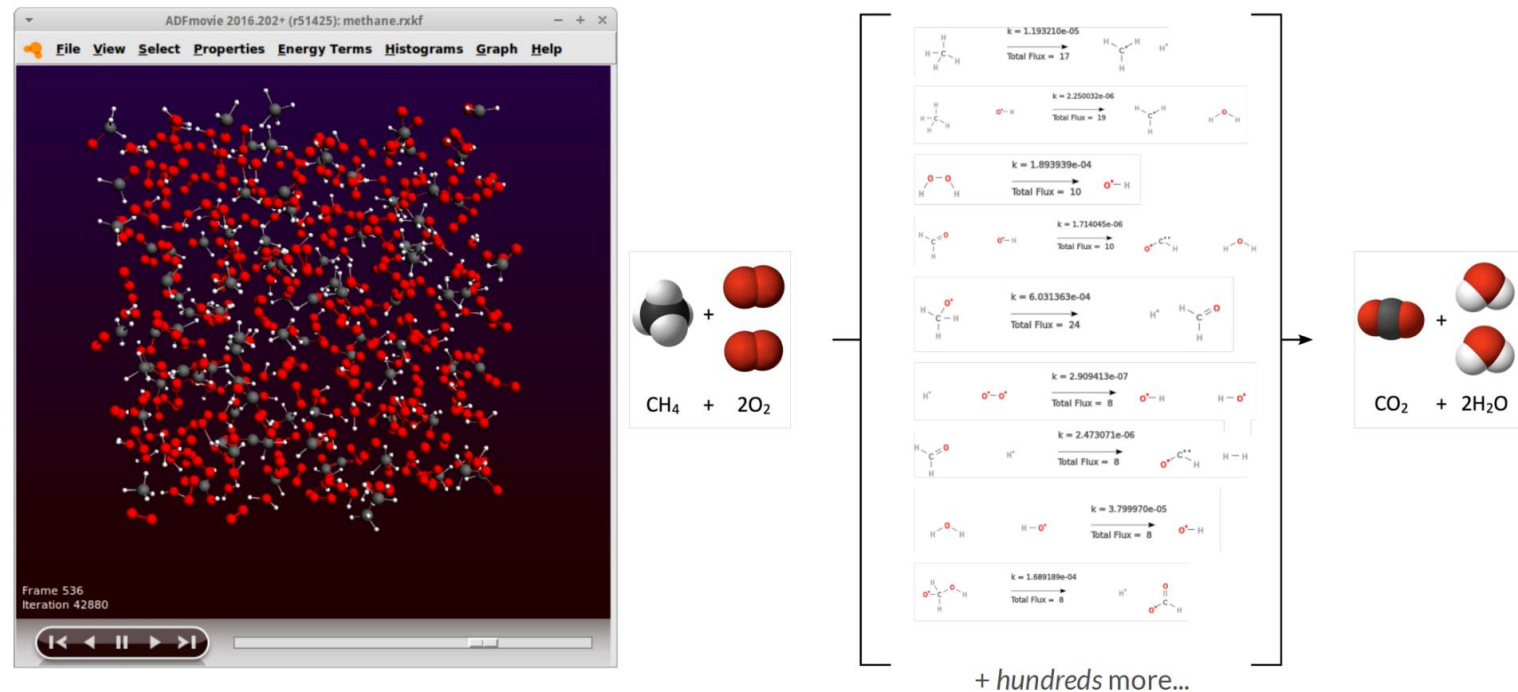 ADFmovie 2016.202+ (r51425): methane.rxkf
File View Select Properties Energy Terms Histograms Graph Help
Frame 536
Iteration 42880
CH₄ + 2O₂
+
k = 1.193210e-05
Total Flux = 17
H
H—C—H
H
H
C•
H
H
H•
k = 2.250032e-06
Total Flux = 19
H
H—C
H
H
O•—H
H
C•
H
H
O
H
H
k = 1.893939e-04
Total Flux = 10
O—O
H
H
O•—H
k = 1.714045e-06
Total Flux = 10
H
C
O
H
O•—H
O•
C
H
O
H
H
k = 6.031363e-04
Total Flux = 24
O•
H
C—H
H
H•
H
C
O
H
k = 2.909413e-07
Total Flux = 8
H•
O•—O•
O•—H
H—O•
k = 2.473071e-06
Total Flux = 8
H
C
O
H
H•
O•
C
H
H—H
k = 3.799970e-05
Total Flux = 8
O
H
H
H—O•
O•—H
k = 1.689189e-04
Total Flux = 8
H
O
O•—C
H
H
H•
O
C
O•
H
+ hundreds more...
+
CO₂ + 2H₂O